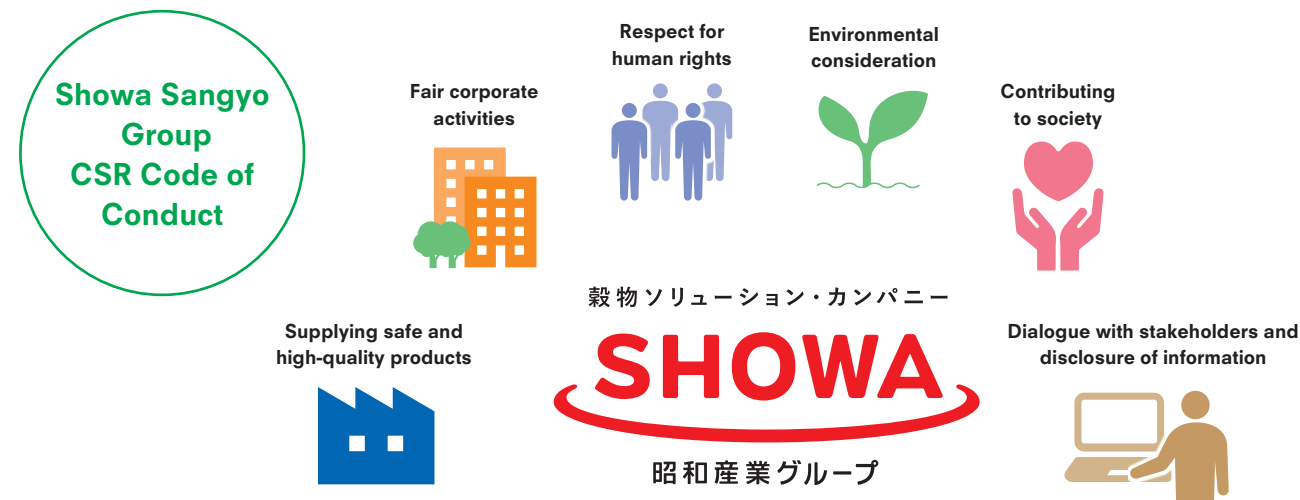 Showa Sangyo
Group
CSR Code of
Conduct
Supplying safe and
high-quality products
Fair corporate
activities
Respect for
human rights
Environmental
consideration
Contributing
to society
Dialogue with stakeholders and
disclosure of information
穀物ソリューション・カンパニー
SHOWA
昭和産業グループ